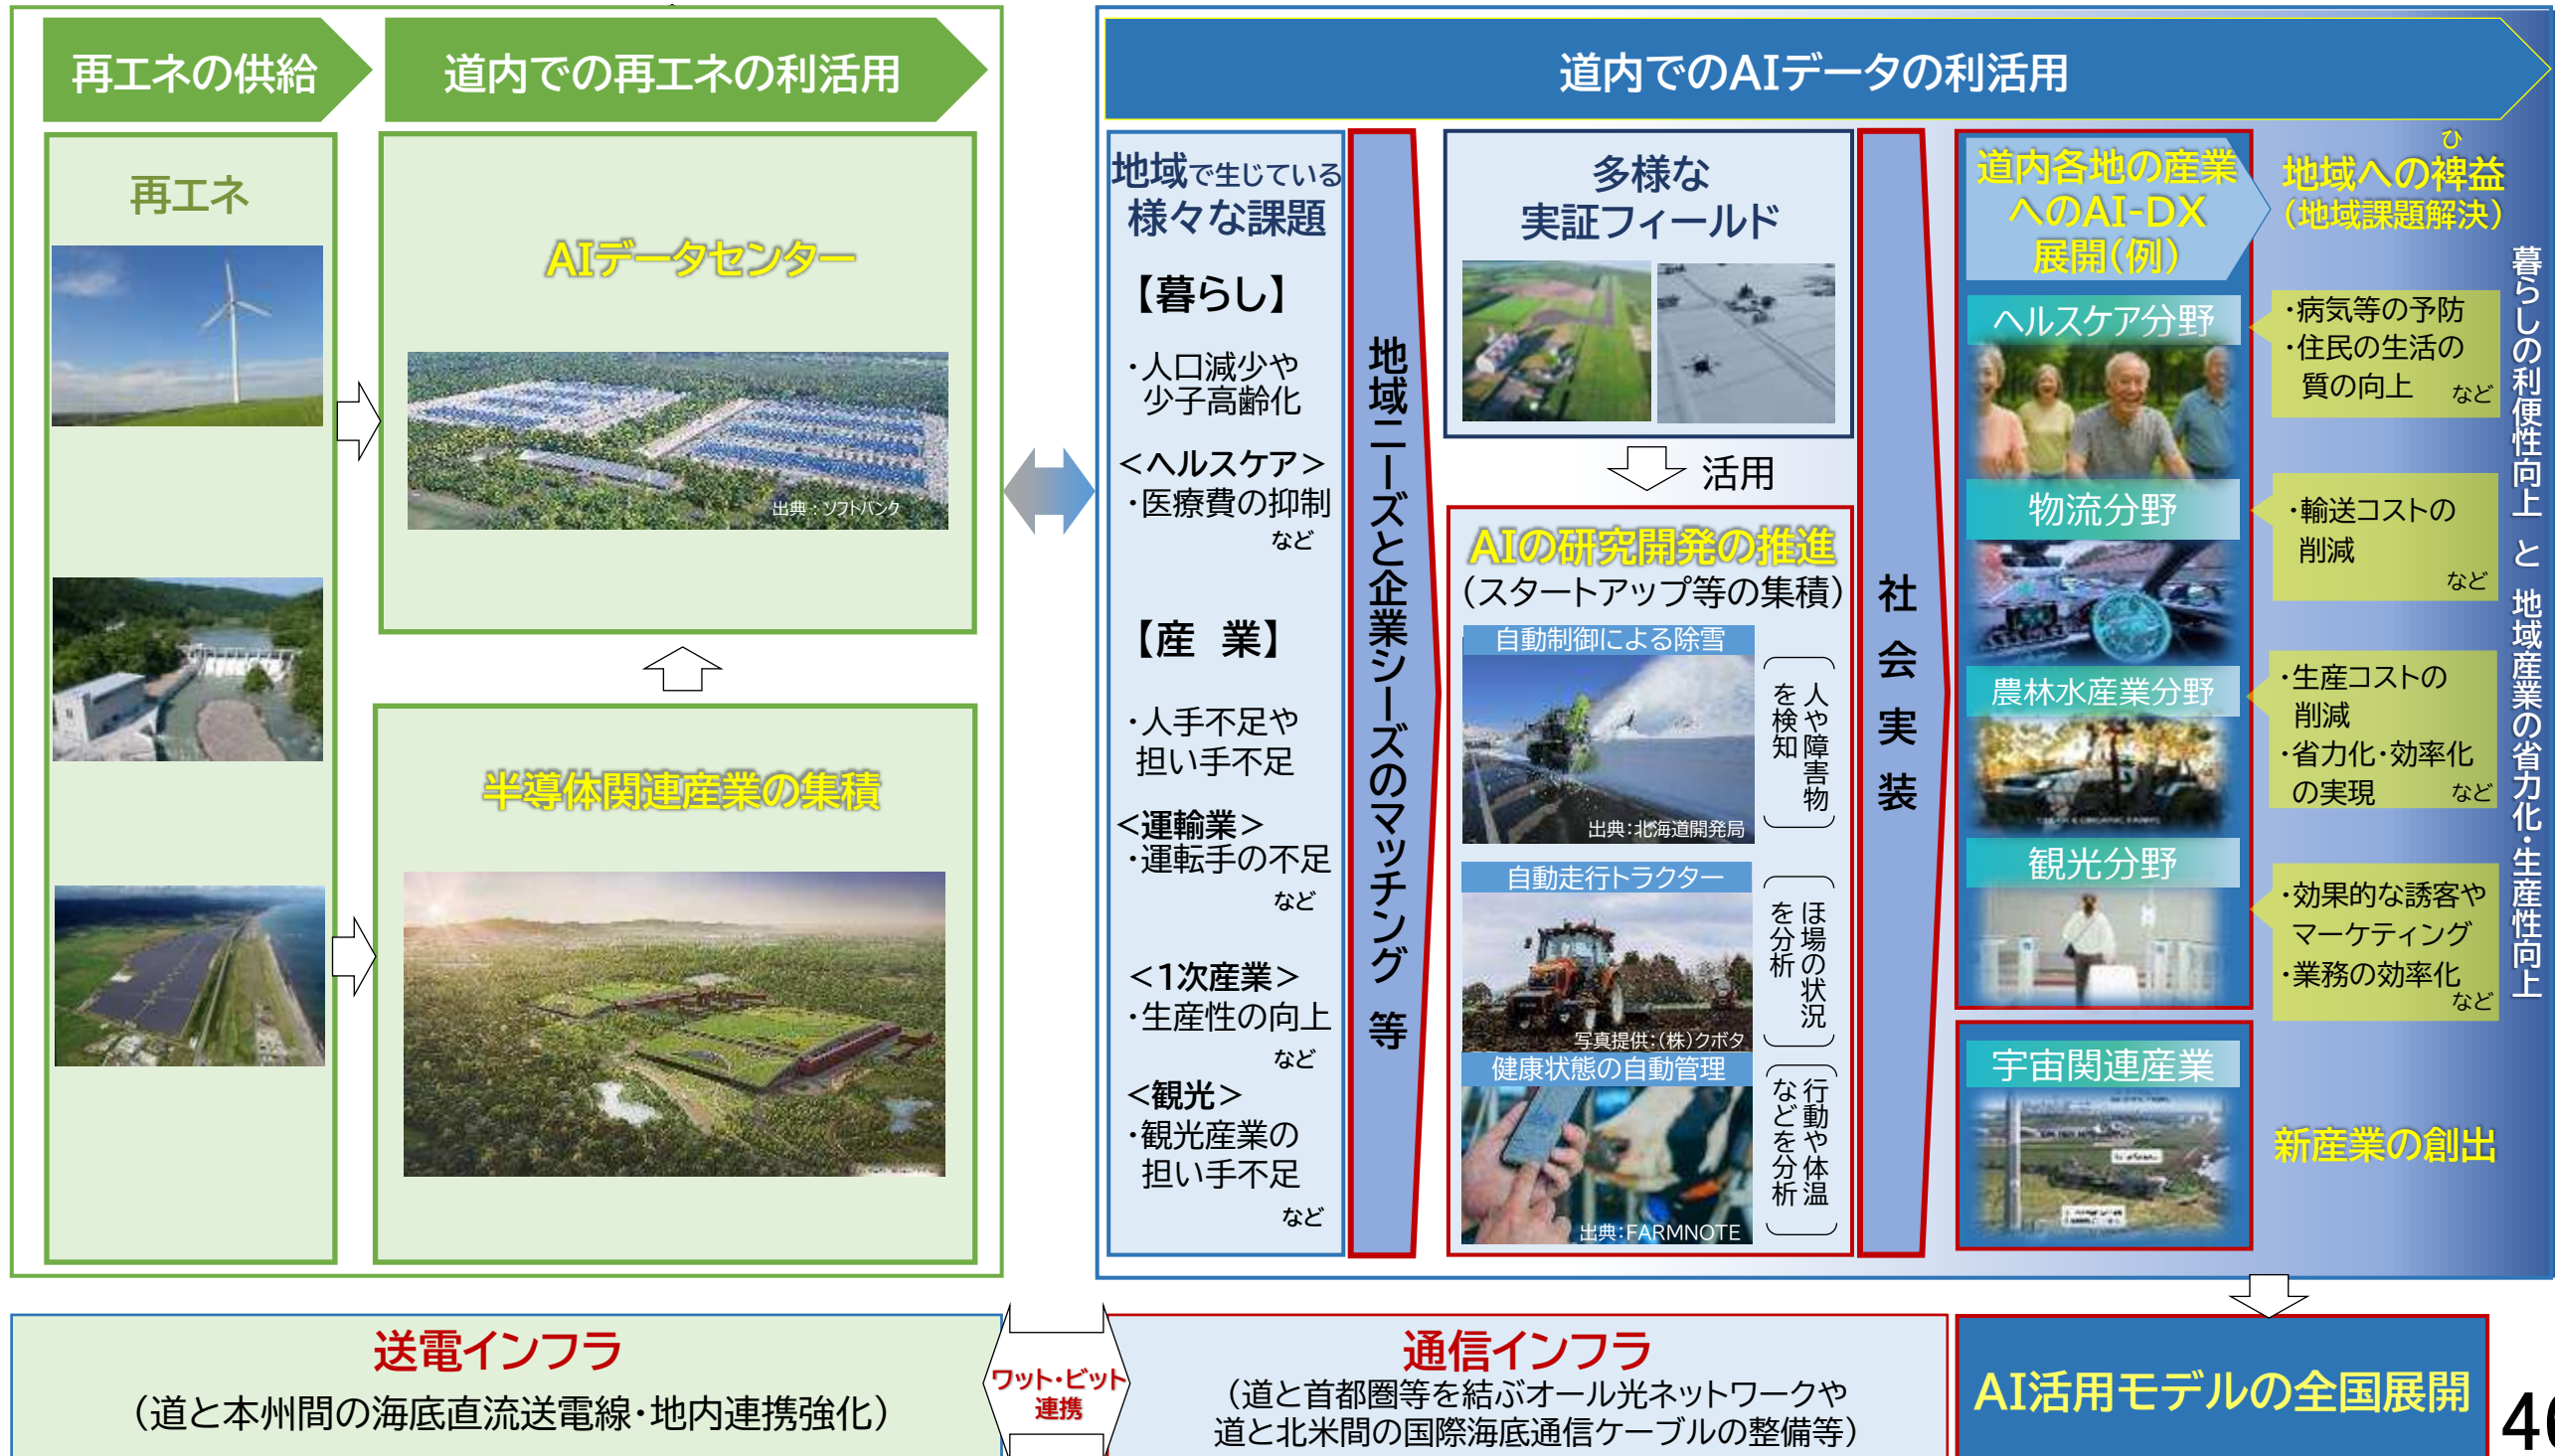 再エネの供給
道内での再エネの利活用
再エネ
AIデータセンター
出典：ソフトバンク
半導体関連産業の集積
道内でのAIデータの利活用
地域で生じている
様々な課題
【暮らし】
・人口減少や
少子高齢化
＜ヘルスケア＞
・医療費の抑制
など
【産 業】
・人手不足や
担い手不足
＜運輸業＞
・運転手の不足
など
＜1次産業＞
・生産性の向上
など
＜観光＞
・観光産業の
担い手不足
など
地域ニーズと企業シーズのマッチング 等
多様な
実証フィールド
活用
AIの研究開発の推進
（スタートアップ等の集積）
自動制御による除雪
人や障害物
を検知
出典：北海道開発局
自動走行トラクター
ほ場の状況
を分析
写真提供：（株）クボタ
健康状態の自動管理
行動や体温
などを分析
出典：FARMNOTE
社会実装
道内各地の産業
へのAI-DX
展開（例）
ヘルスケア分野
物流分野
農林水産業分野
観光分野
宇宙関連産業
ひ
地域への裨益
（地域課題解決）
・病気等の予防
・住民の生活の
質の向上 など
・輸送コストの
削減
など
・生産コストの
削減
・省力化・効率化
の実現 など
・効果的な誘客や
マーケティング
・業務の効率化
など
新産業の創出
暮らしの利便性向上 と 地域産業の省力化・生産性向上
送電インフラ
（道と本州間の海底直流送電線・地内連携強化）
ワット・ビット
連携
通信インフラ
（道と首都圏等を結ぶオール光ネットワークや
道と北米間の国際海底通信ケーブルの整備等）
AI活用モデルの全国展開